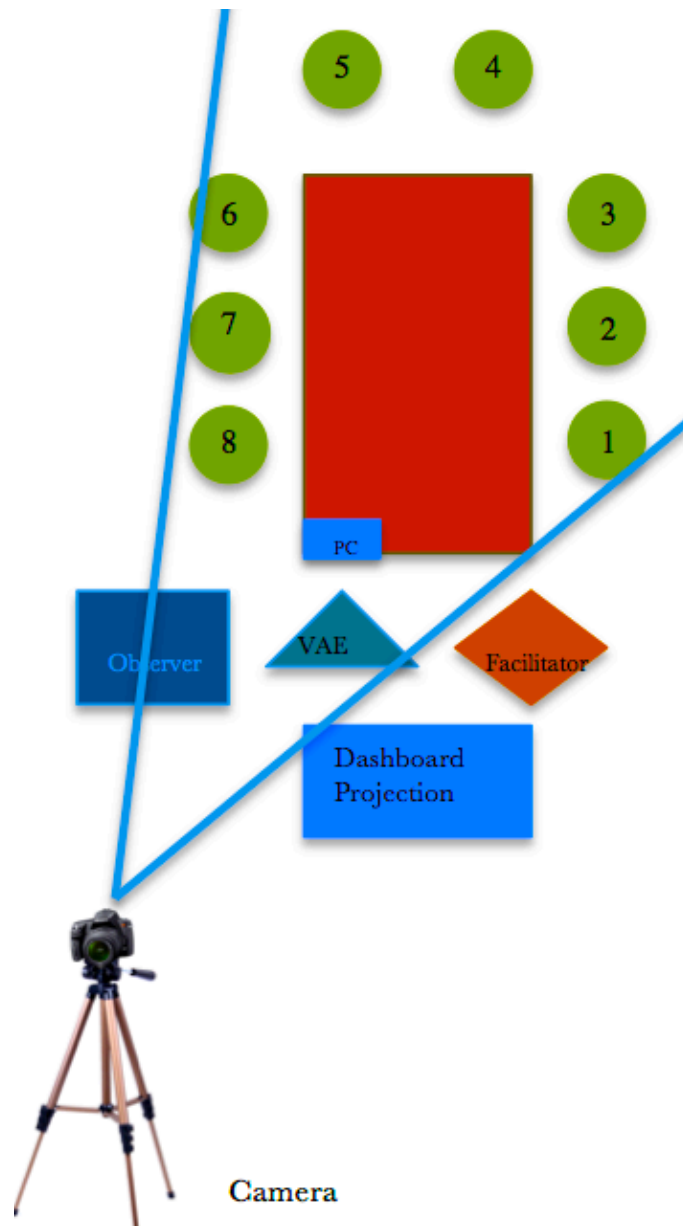 5 4
6 3
7 2
8 1
PC
Observer VAE Facilitator
Dashboard
Projection
Camera